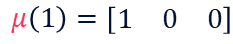 μ(1) = [1 0 0]